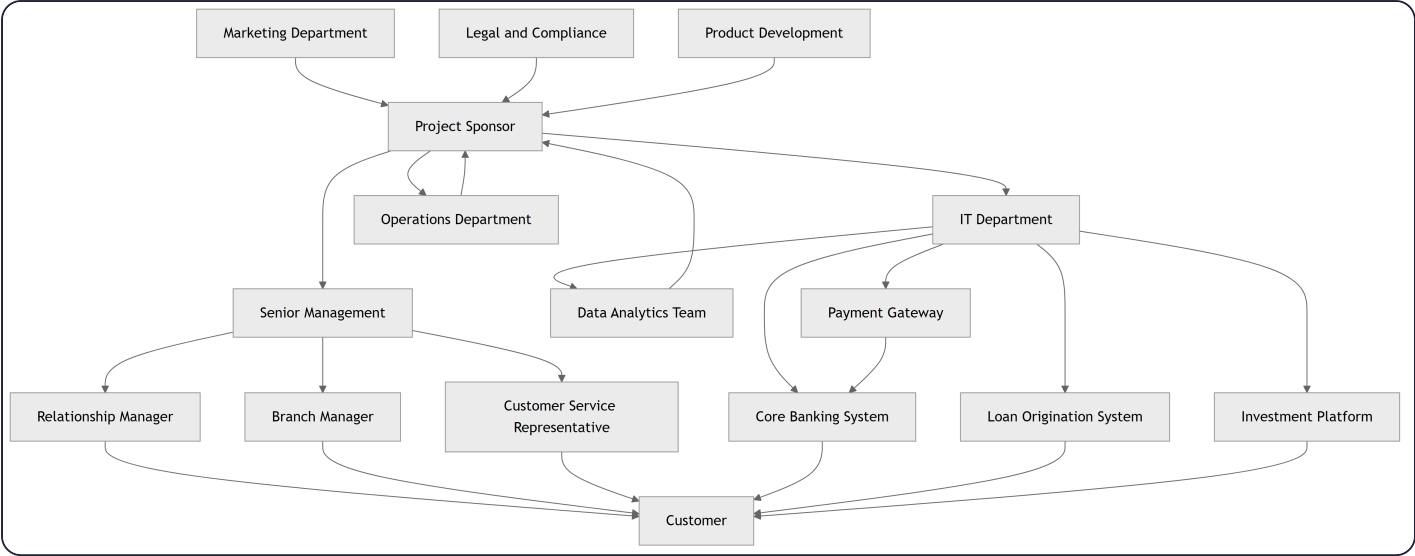 Marketing Department
Legal and Compliance
Product Development
Project Sponsor
Operations Department
IT Department
Senior Management
Data Analytics Team
Payment Gateway
Relationship Manager
Branch Manager
Customer Service
Representative
Core Banking System
Loan Origination System
Investment Platform
Customer